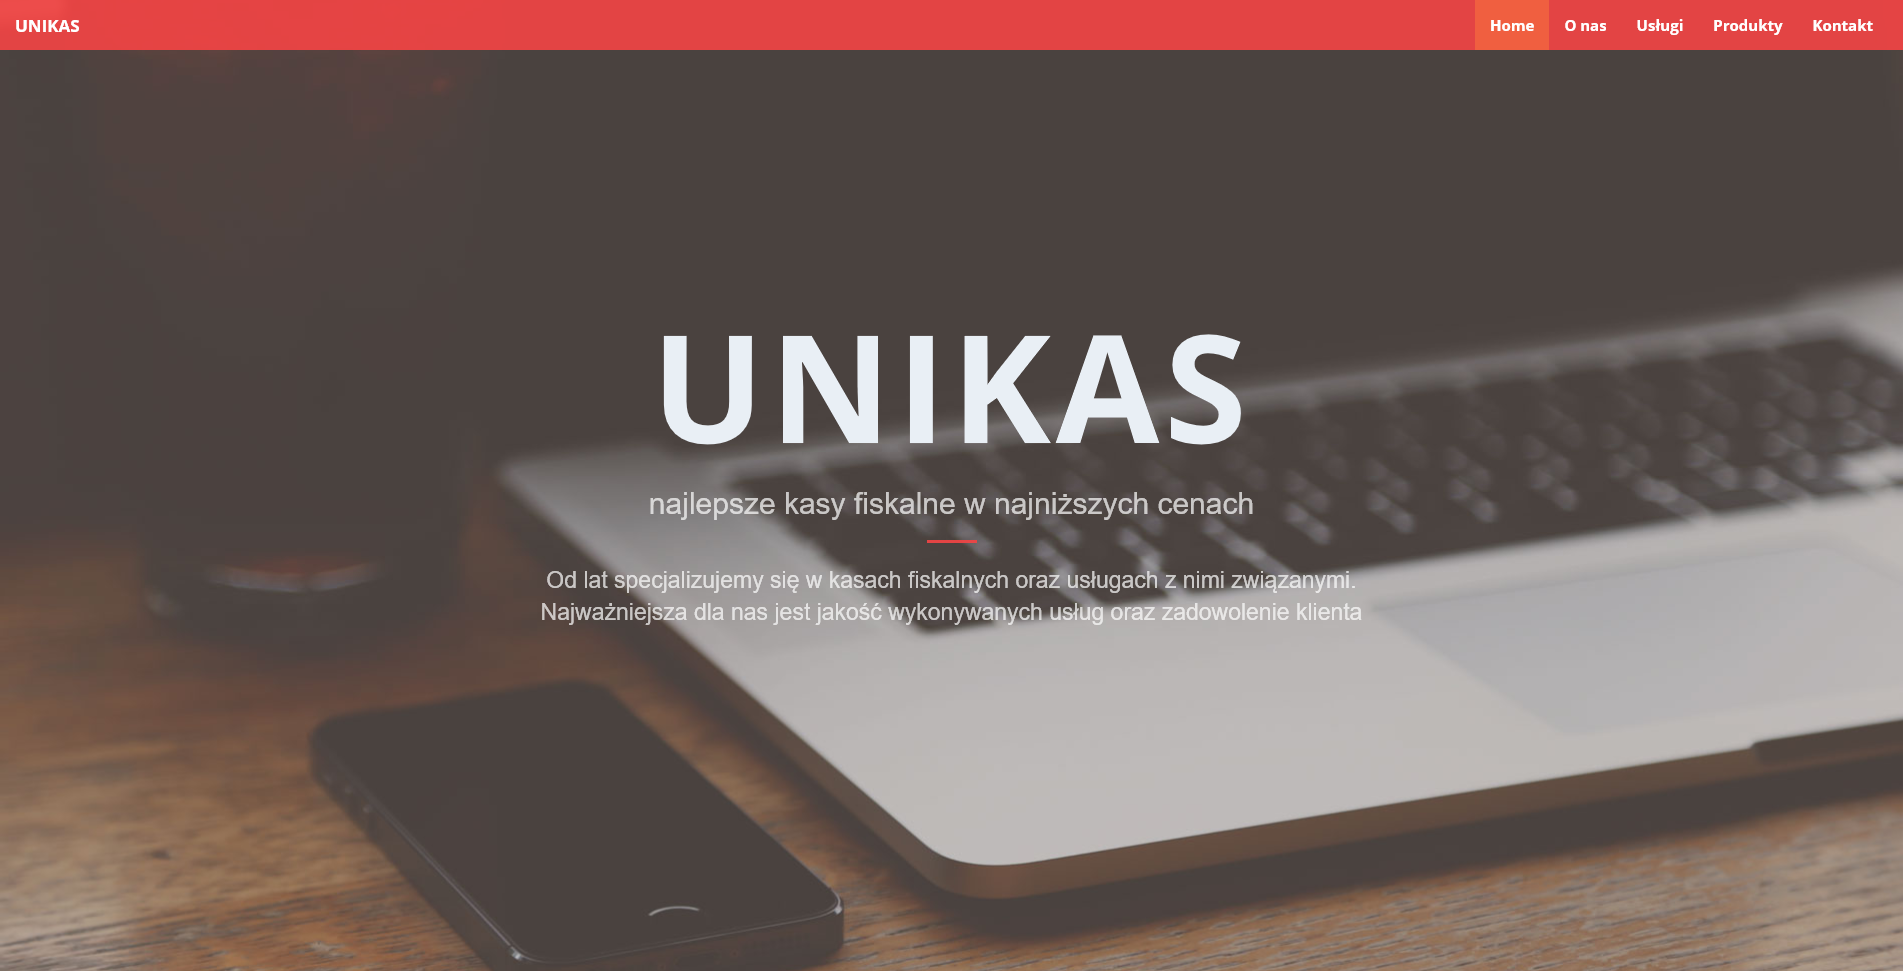 UNIKAS
Home O nas Usługi Produkty Kontakt
UNIKAS
najlepsze kasy fiskalne w najniższych cenach
Od lat specjalizujemy się w kasach fiskalnych oraz usługach z nimi związanymi.
Najważniejsza dla nas jest jakość wykonywanych usług oraz zadowolenie klienta